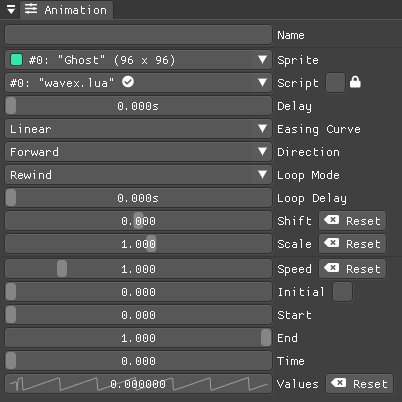 Animation
Name
#0: "Ghost" (96 x 96) Sprite
#0: "wavex.lua" Script
0.000s Delay
Linear Easing Curve
Forward Direction
Rewind Loop Mode
0.000s Loop Delay
0.000 Shift Reset
1.000 Scale Reset
1.000 Speed Reset
0.000 Initial
0.000 Start
1.000 End
0.000 Time
0.000000 Values Reset